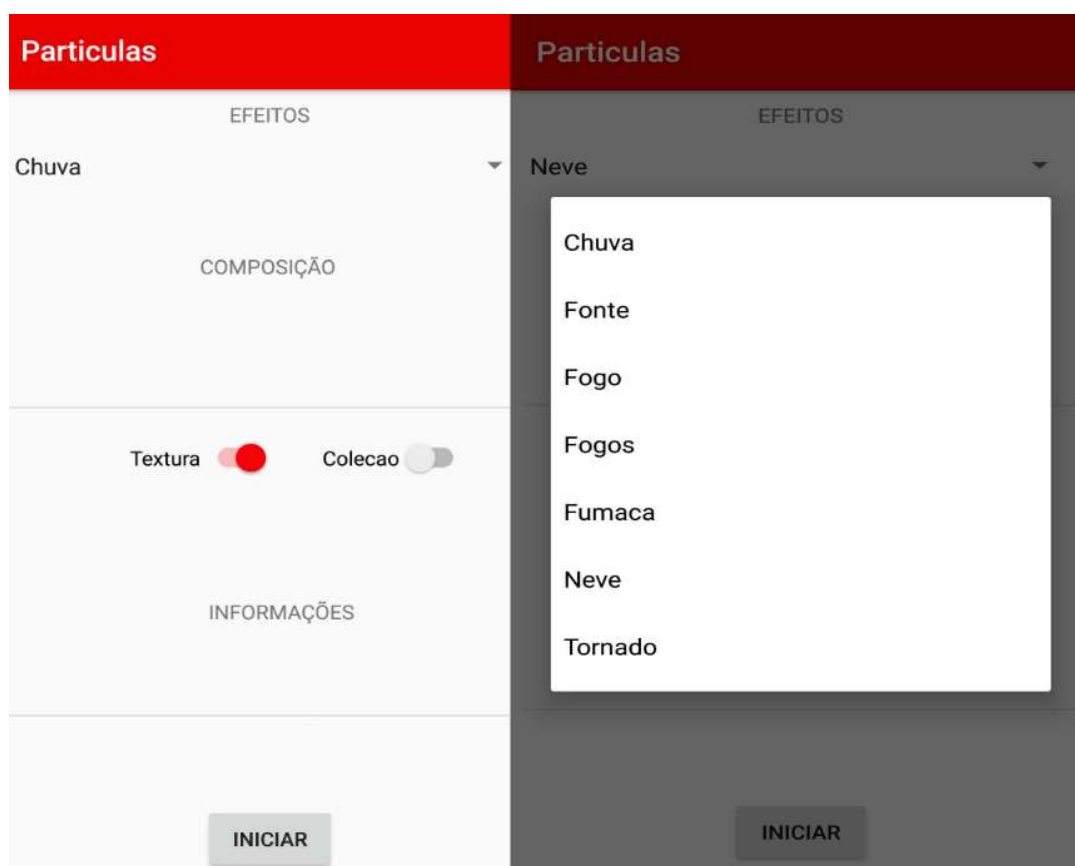 Particulas
EFEITOS
Chuva
COMPOSIÇÃO
Textura
Colecao
INFORMAÇÕES
INICIAR
Particulas
EFEITOS
Neve
Chuva
Fonte
Fogo
Fogos
Fumaca
Neve
Tornado
INICIAR